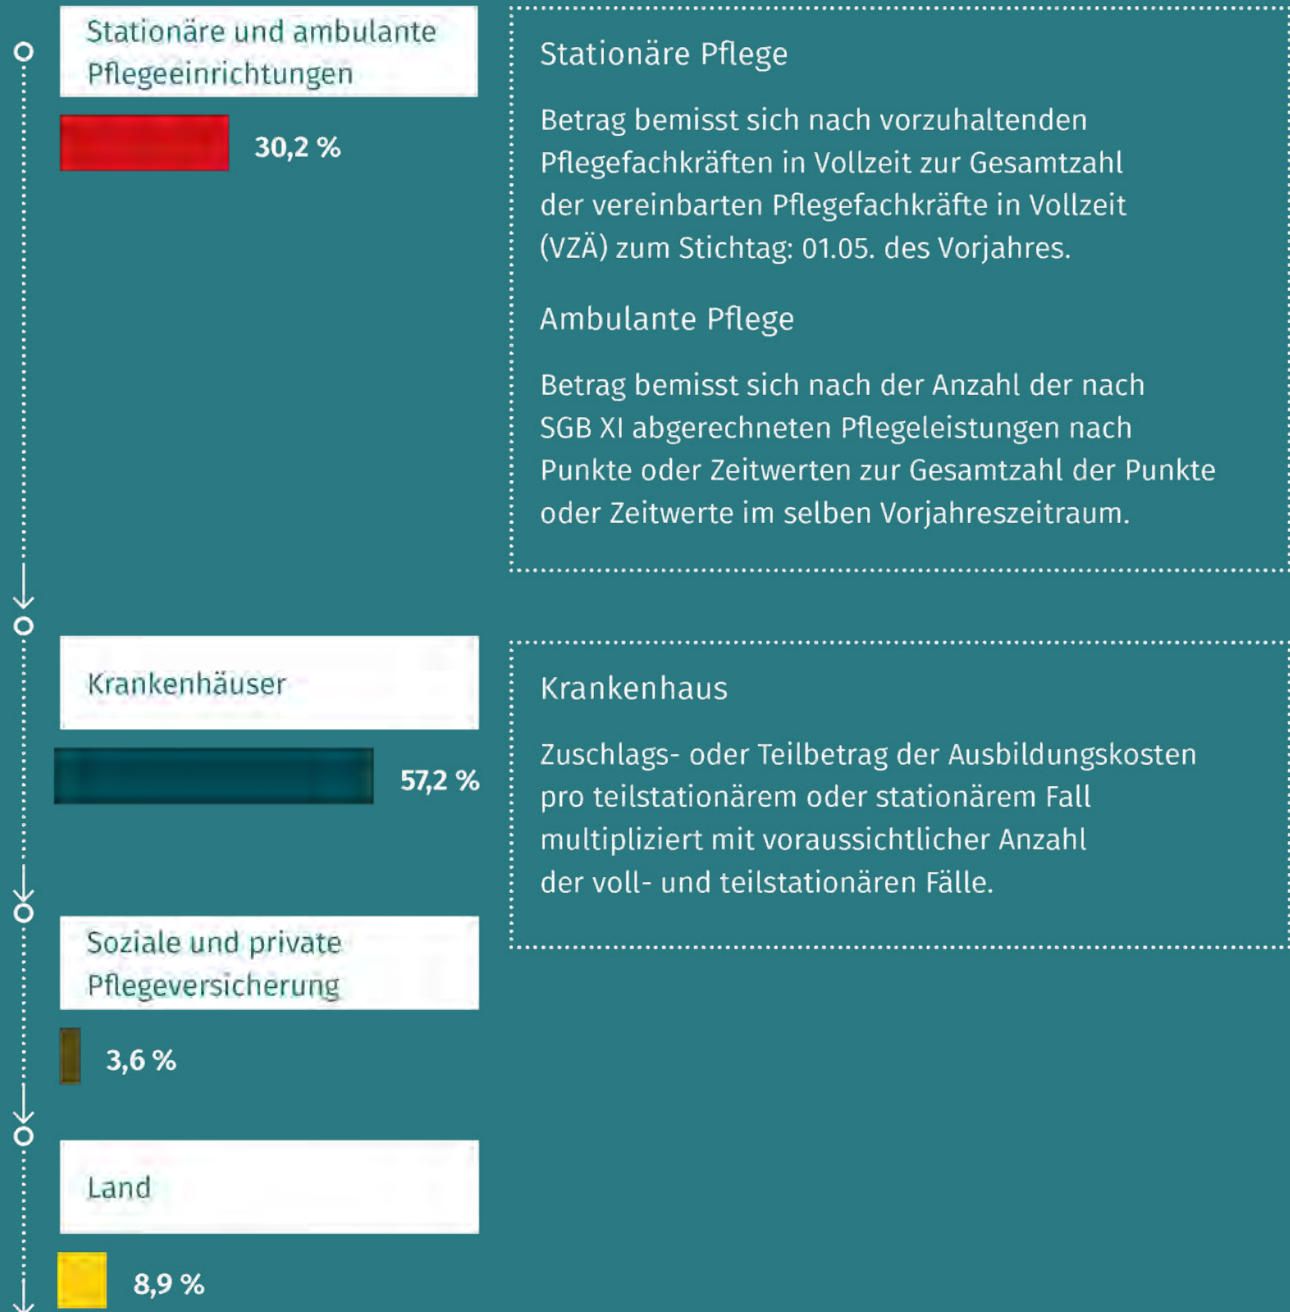 Stationäre und ambulante
Pflegeeinrichtungen
30,2 %
Stationäre Pflege
Betrag bemisst sich nach vorzuhaltenden
Pflegefachkräften in Vollzeit zur Gesamtzahl
der vereinbarten Pflegefachkräfte in Vollzeit
(VZÄ) zum Stichtag: 01.05. des Vorjahres.
Ambulante Pflege
Betrag bemisst sich nach der Anzahl der nach
SGB XI abgerechneten Pflegeleistungen nach
Punkte oder Zeitwerten zur Gesamtzahl der Punkte
oder Zeitwerte im selben Vorjahreszeitraum.
Krankenhäuser
57,2 %
Krankenhaus
Zuschlags- oder Teilbetrag der Ausbildungskosten
pro teilstationärem oder stationärem Fall
multipliziert mit voraussichtlicher Anzahl
der voll- und teilstationären Fälle.
Soziale und private
Pflegeversicherung
3,6 %
Land
8,9 %